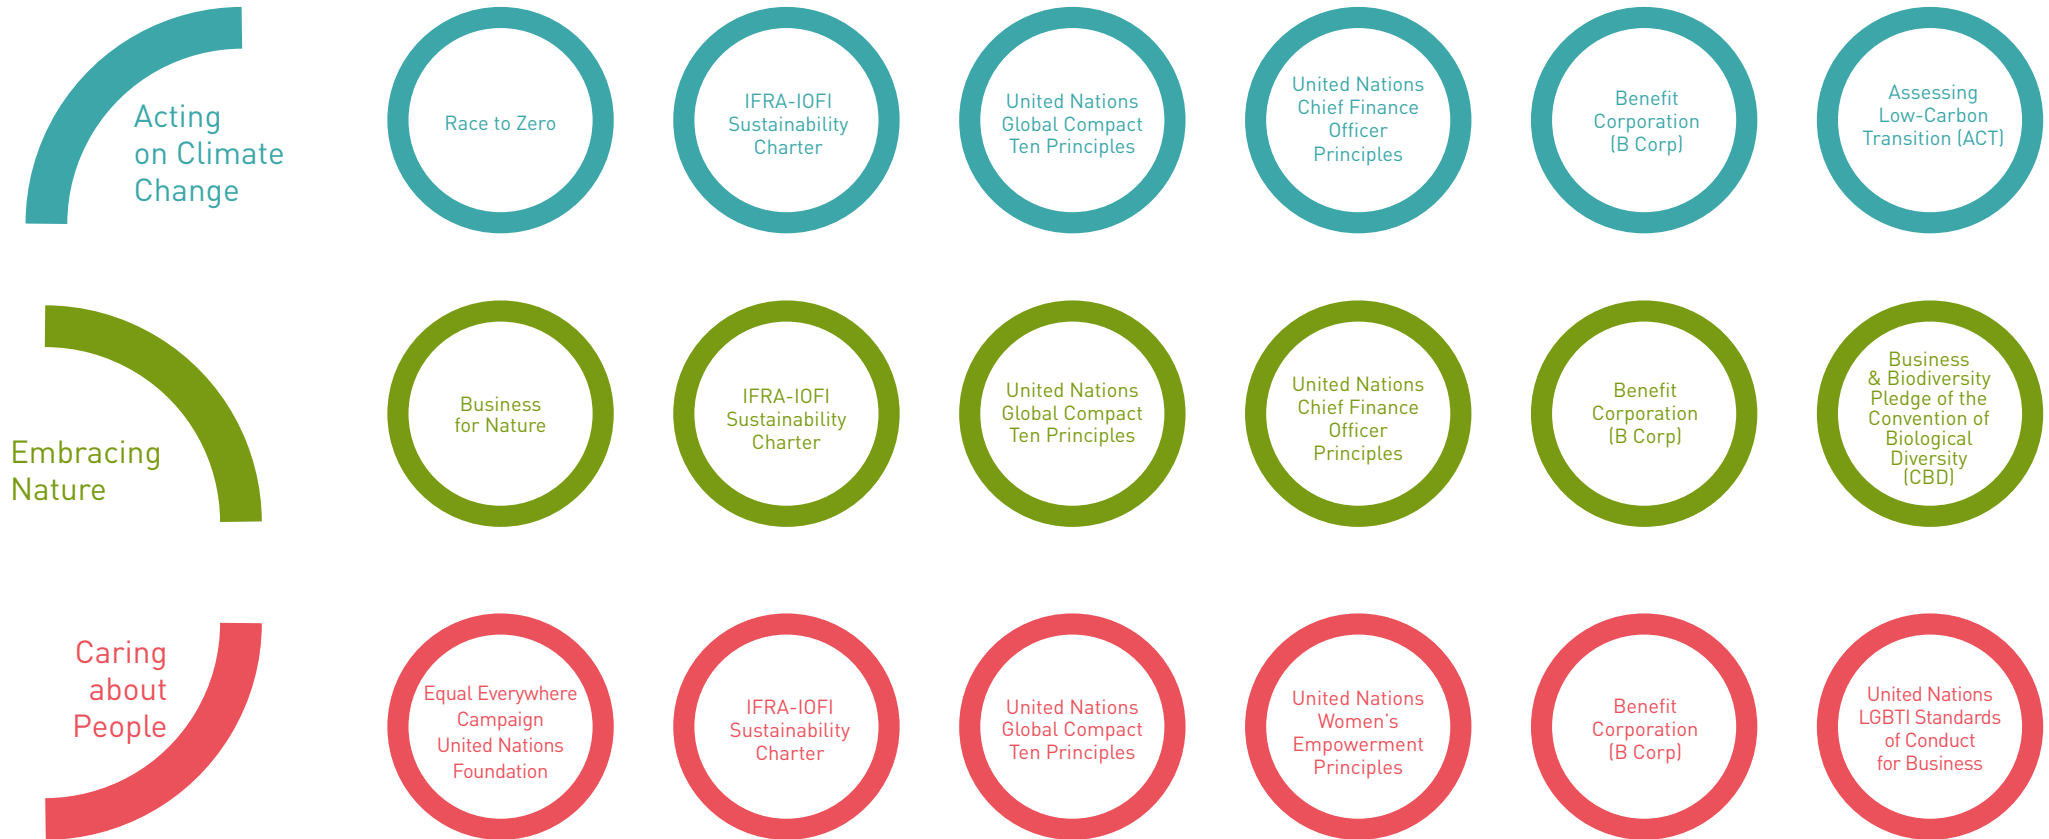 Acting
on Climate
Change
Race to Zero
IFRA-IOFI
Sustainability
Charter
United Nations
Global Compact
Ten Principles
United Nations
Chief Finance
Officer
Principles
Benefit
Corporation
(B Corp)
Assessing
Low-Carbon
Transition (ACT)
Embracing
Nature
Business
for Nature
IFRA-IOFI
Sustainability
Charter
United Nations
Global Compact
Ten Principles
United Nations
Chief Finance
Officer
Principles
Benefit
Corporation
(B Corp)
Business
& Biodiversity
Pledge of the
Convention of
Biological
Diversity
(CBD)
Caring
about
People
Equal Everywhere
Campaign
United Nations
Foundation
IFRA-IOFI
Sustainability
Charter
United Nations
Global Compact
Ten Principles
United Nations
Women's
Empowerment
Principles
Benefit
Corporation
(B Corp)
United Nations
LGBTI Standards
of Conduct
for Business